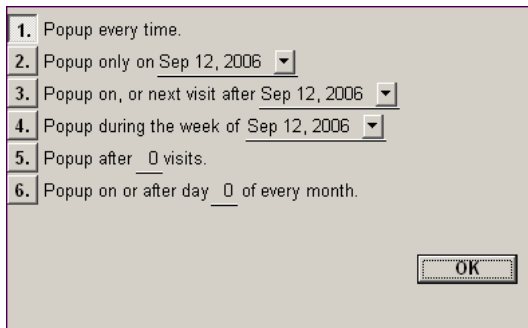 1. Popup every time.
2. Popup only on Sep 12, 2006
3. Popup on, or next visit after Sep 12, 2006
4. Popup during the week of Sep 12, 2006
5. Popup after 0 visits.
6. Popup on or after day 0 of every month.
OK